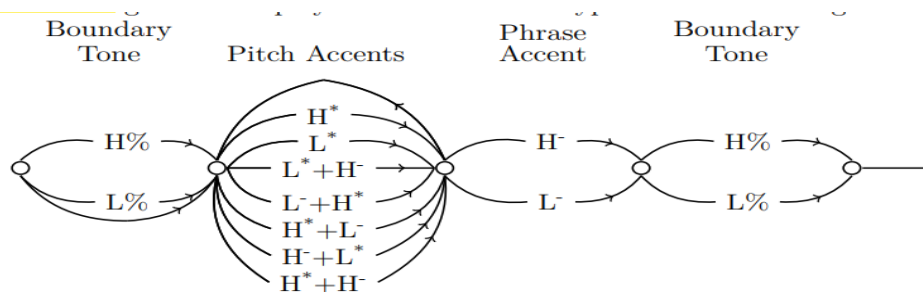 Boundary Tone
Pitch Accents
Phrase Accent
Boundary Tone
H%
L%
H*
L*
L*+H-
L-+H*
H*+L-
H-+L*
H*+H-
H-
L-
H%
L%